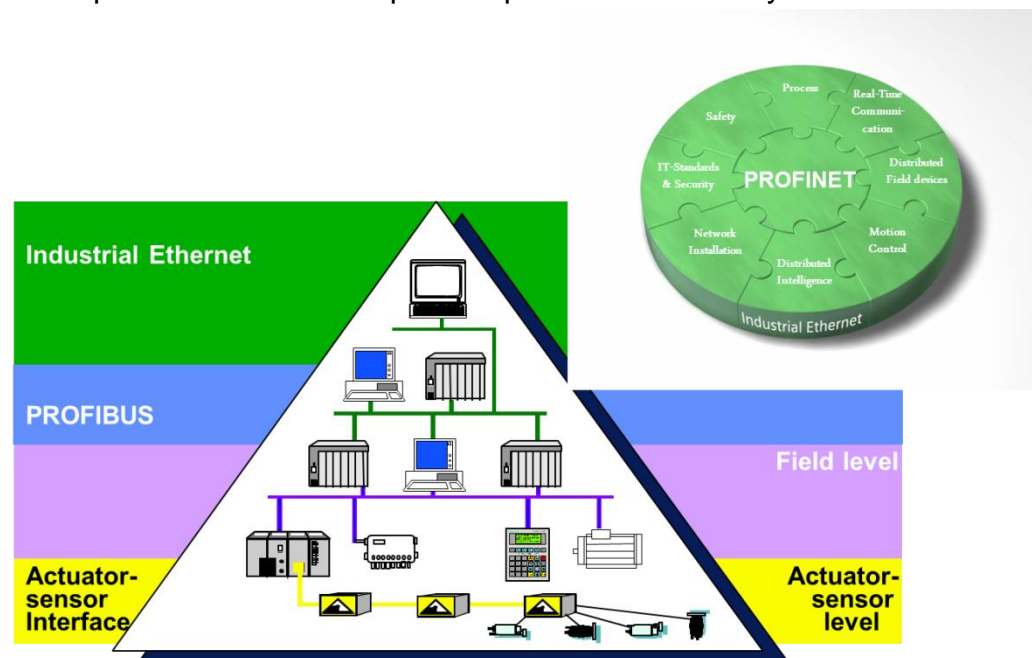 Process
Real-Time
Communi-
cation
Safety
IT-Standards
& Security
PROFINET
Distributed
Field devices
Network
Installation
Motion
Control
Distributed
Intelligence
Industrial Ethernet
Industrial Ethernet
PROFIBUS
Field level
Actuator-
sensor
Interface
Actuator-
sensor
level